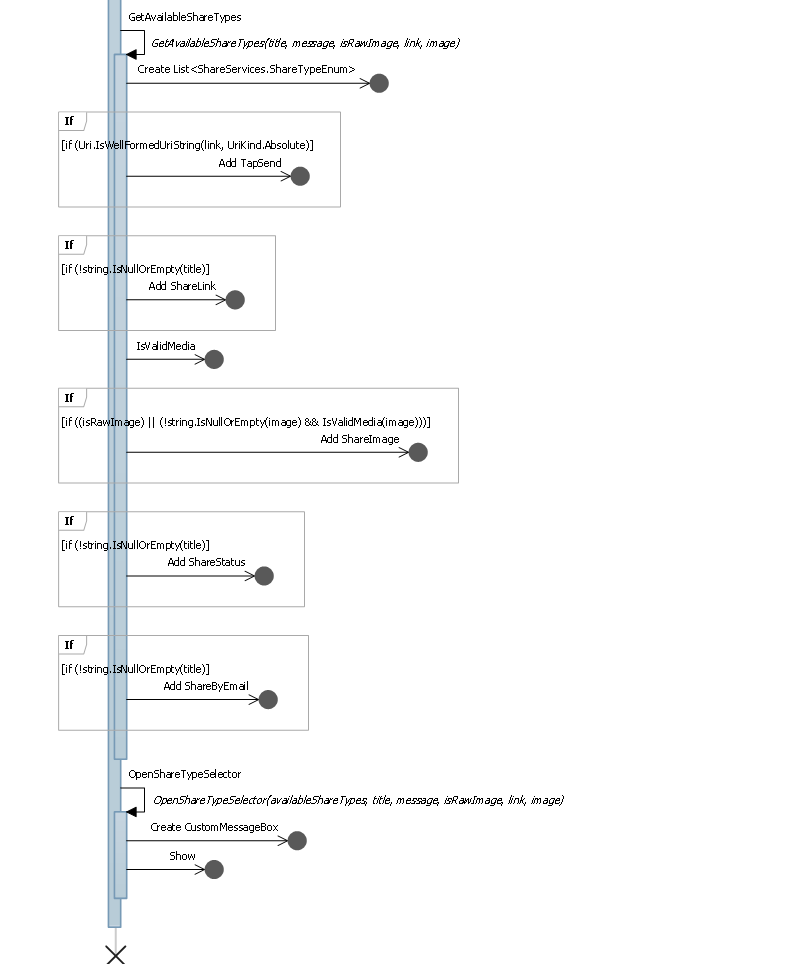 GetAvailableShareTypes
GetAvailableShareTypes(title, message, isRawImage, link, image)
Create List<ShareServices.ShareTypeEnum>
If
[if (Uri.IsWellFormedUriString(link, UriKind.Absolute)]
Add TapSend
If
[if (!string.IsNullOrEmpty(title)]
Add ShareLink
IsValidMedia
If
[if ((isRawImage) || (!string.IsNullOrEmpty(image) && IsValidMedia(image)))]
Add ShareImage
If
[if (!string.IsNullOrEmpty(title)]
Add ShareStatus
If
[if (!string.IsNullOrEmpty(title)]
Add ShareByEmail
OpenShareTypeSelector
OpenShareTypeSelector(availableShareTypes, title, message, isRawImage, link, image)
Create CustomMessageBox
Show